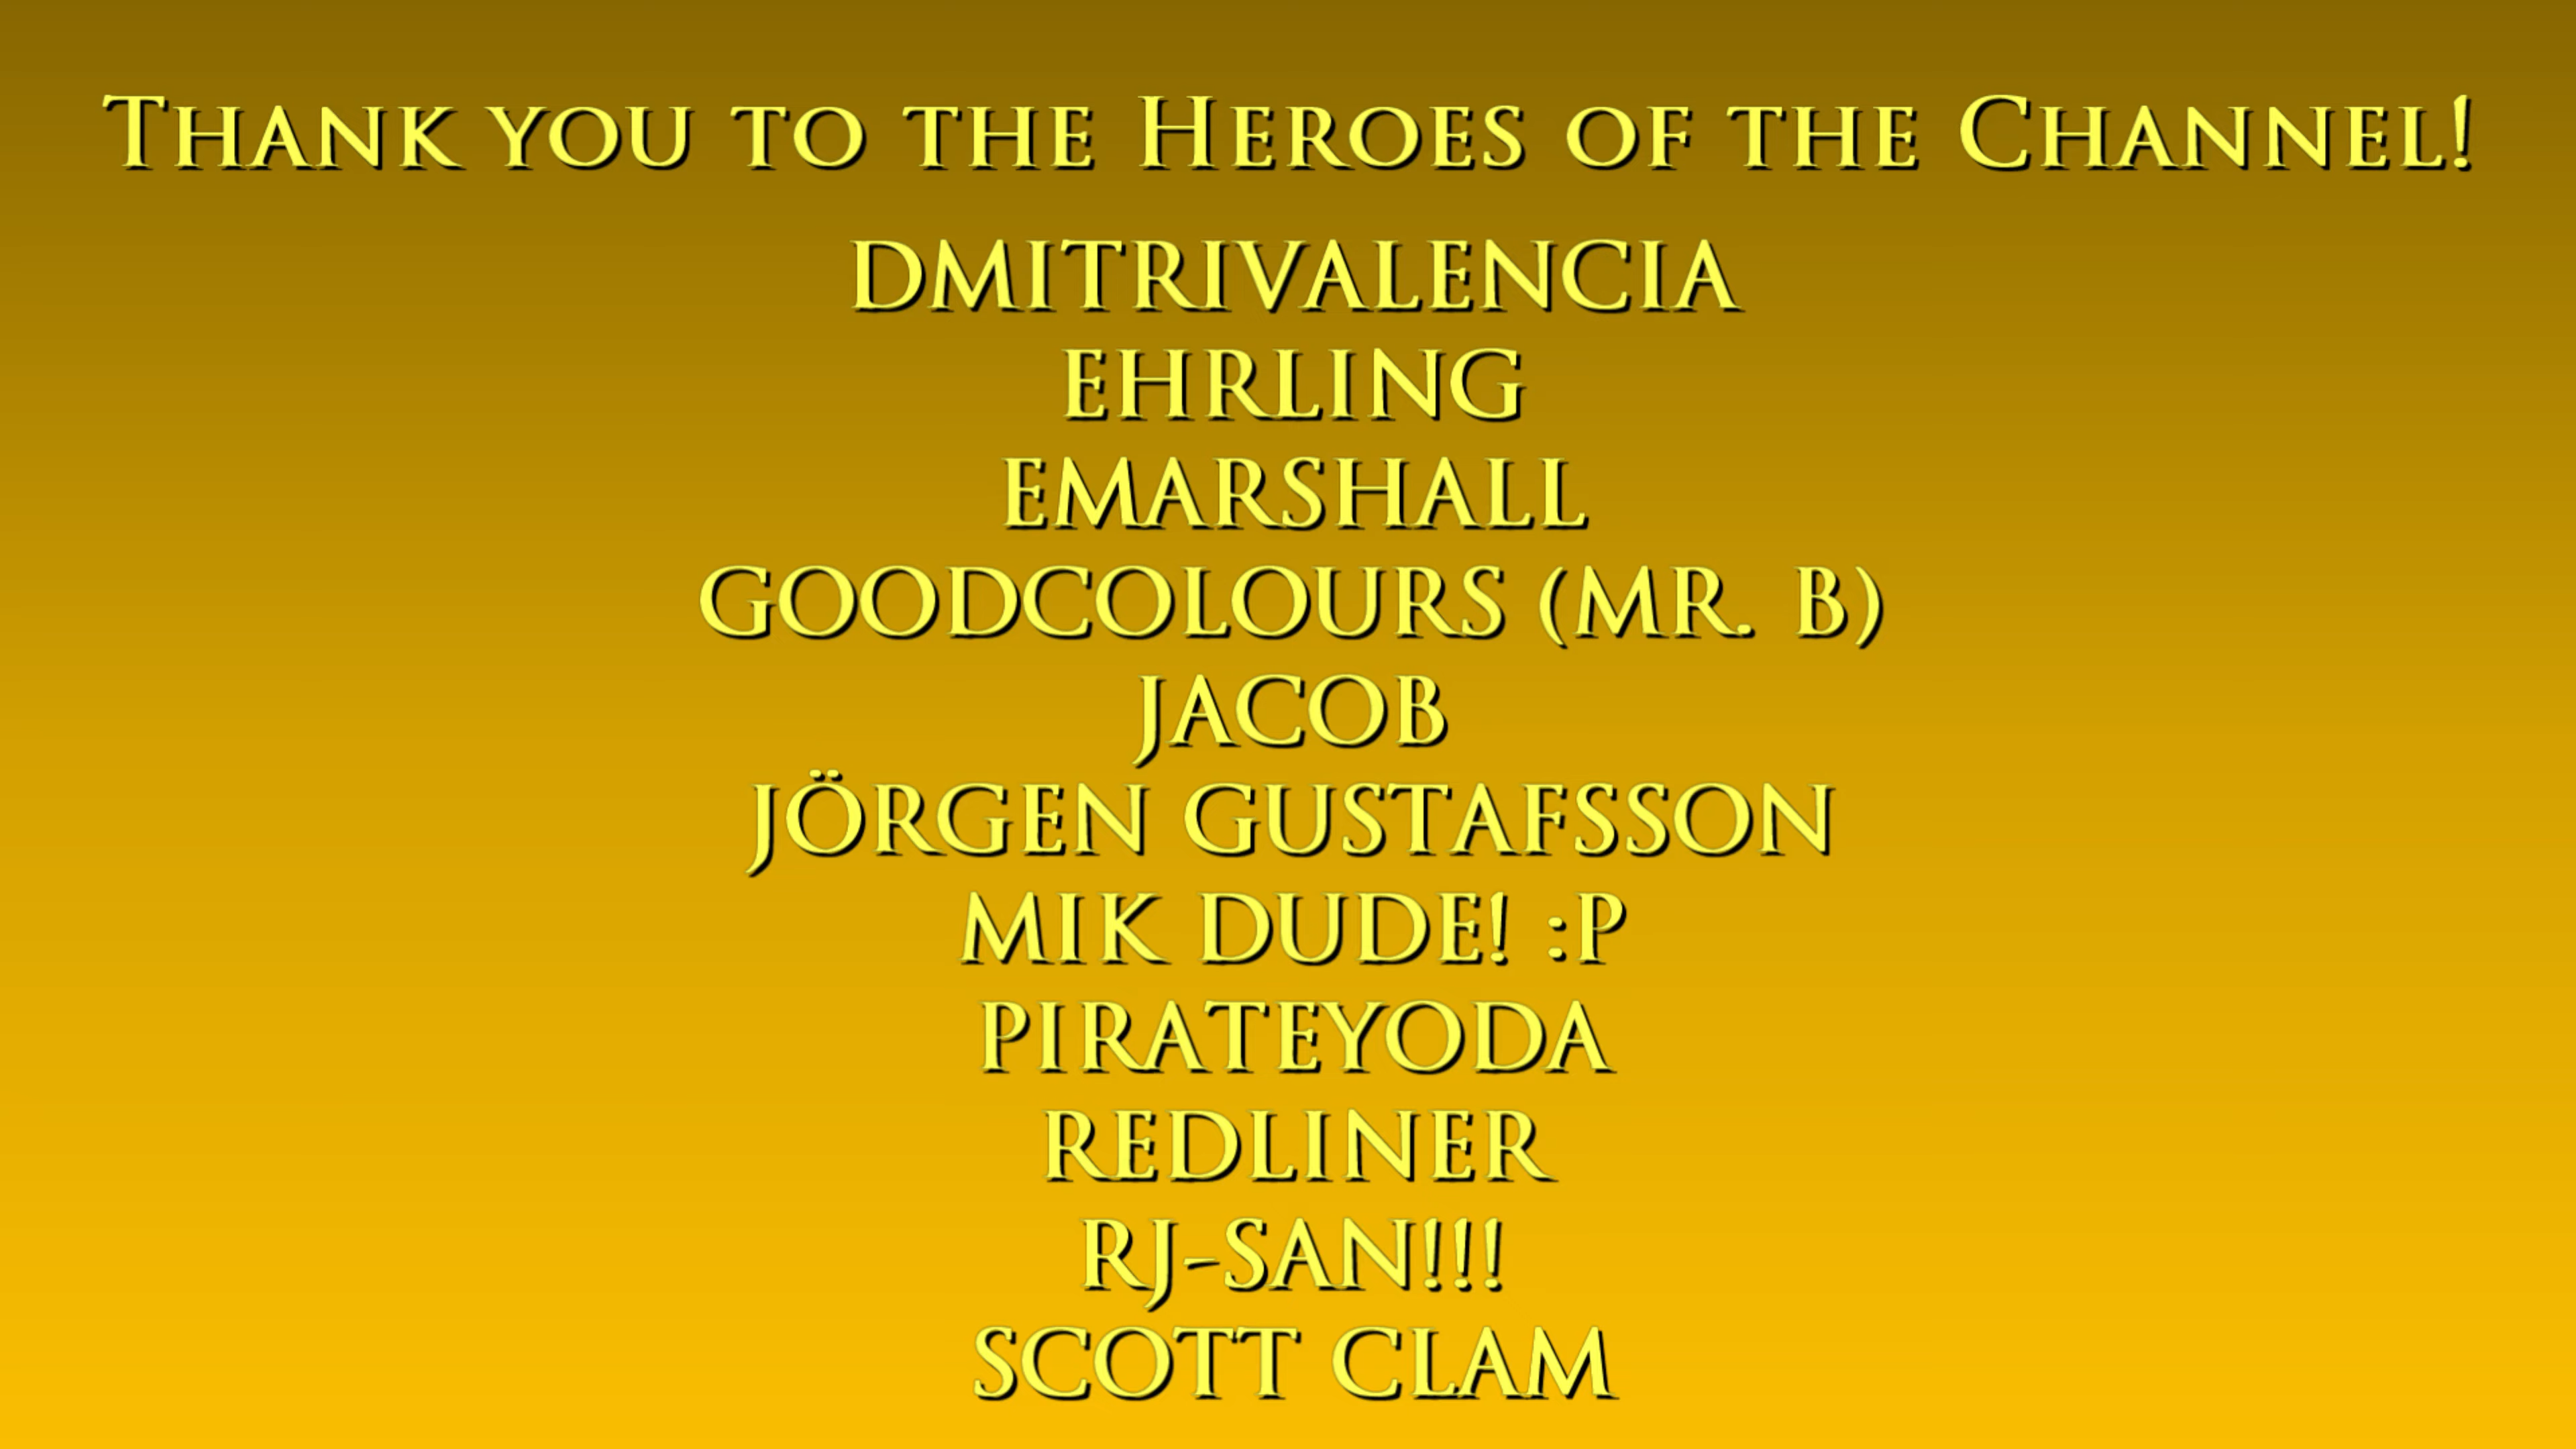 Thank you to the Heroes of the Channel!
DMITRIVALENCIA
EHRLING
EMARSHALL
GOODCOLOURS (MR. B)
JACOB
JÖRGEN GUSTAFSSON
MIK DUDE! :P
PIRATEYODA
REDLINER
RJ-SAN!!!
SCOTT CLAM